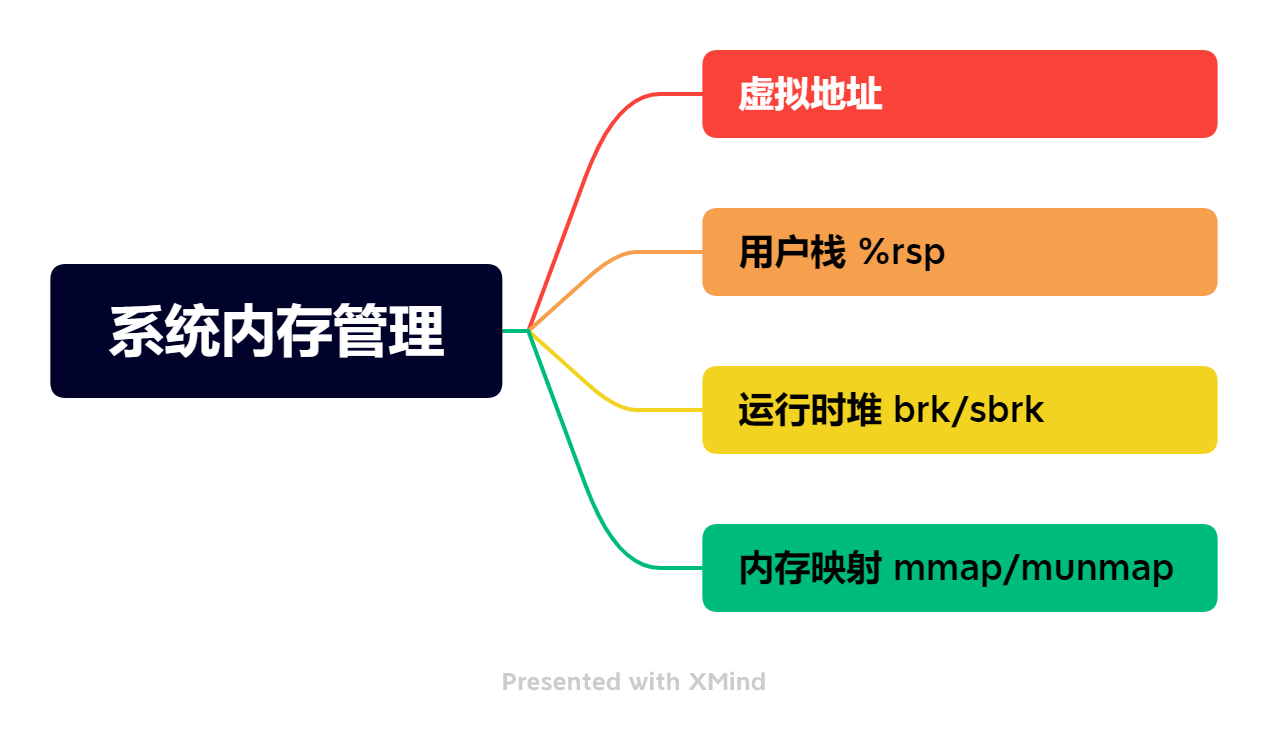 虚拟地址
用户栈 %rsp
系统内存管理
运行时堆 brk/sbrk
内存映射 mmap/munmap
Presented with XMind